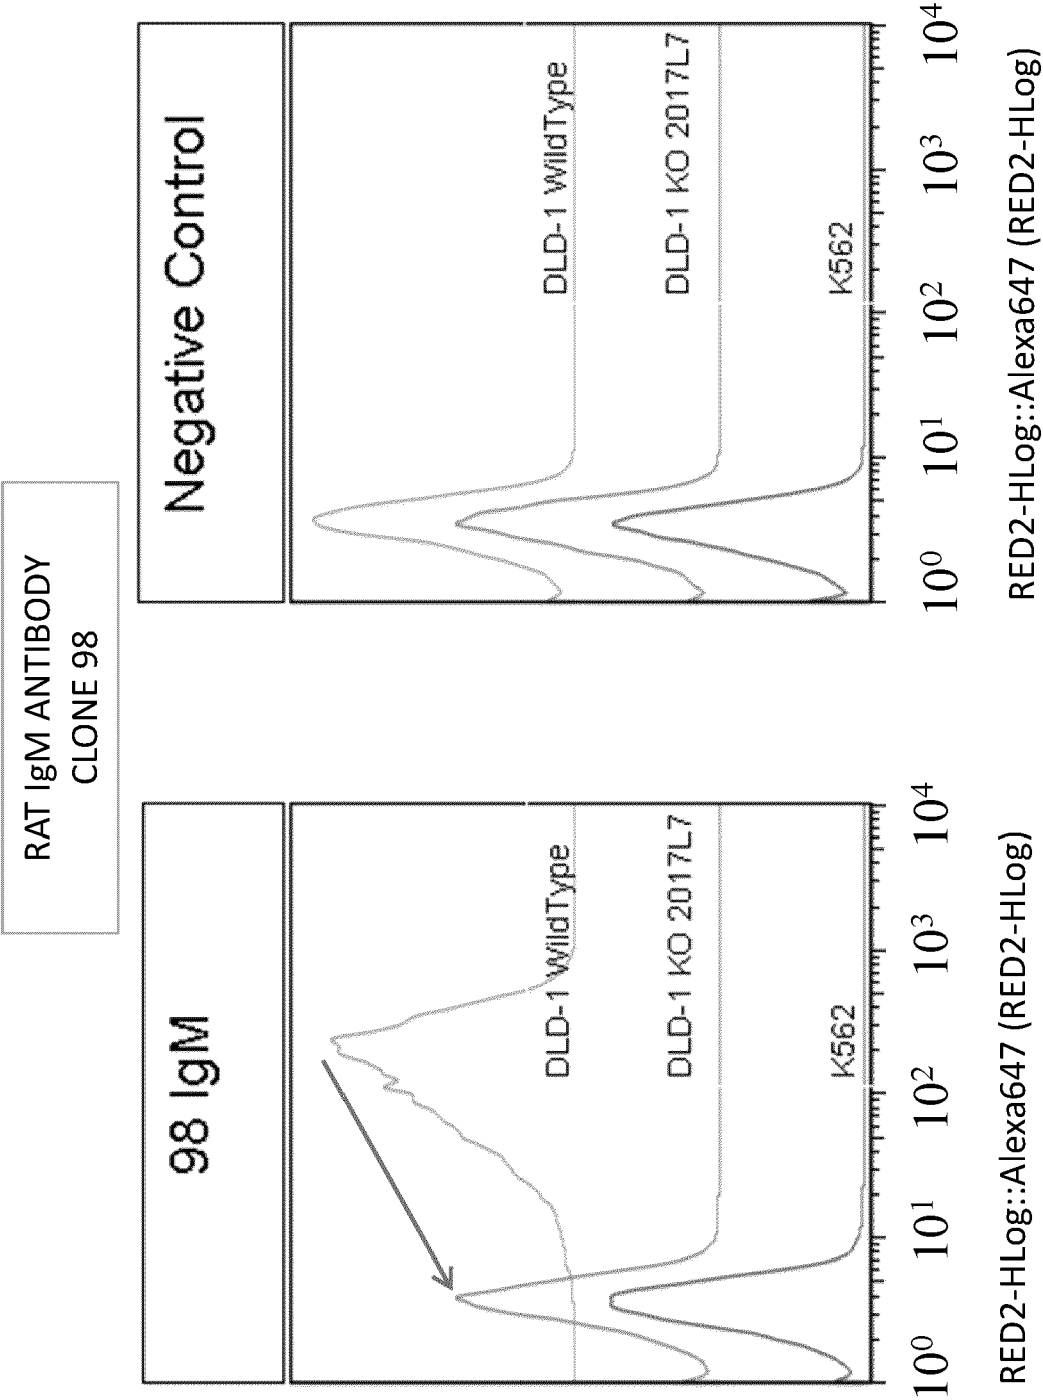 RAT IgM ANTIBODY
CLONE 98
98 IgM
DLD-1 WildType
DLD-1 KO 2017L7
K562
10⁰ 10¹ 10² 10³ 10⁴
RED2-HLog::Alexa647 (RED2-HLog)
Negative Control
DLD-1 WildType
DLD-1 KO 2017L7
K562
10⁰ 10¹ 10² 10³ 10⁴
RED2-HLog::Alexa647 (RED2-HLog)